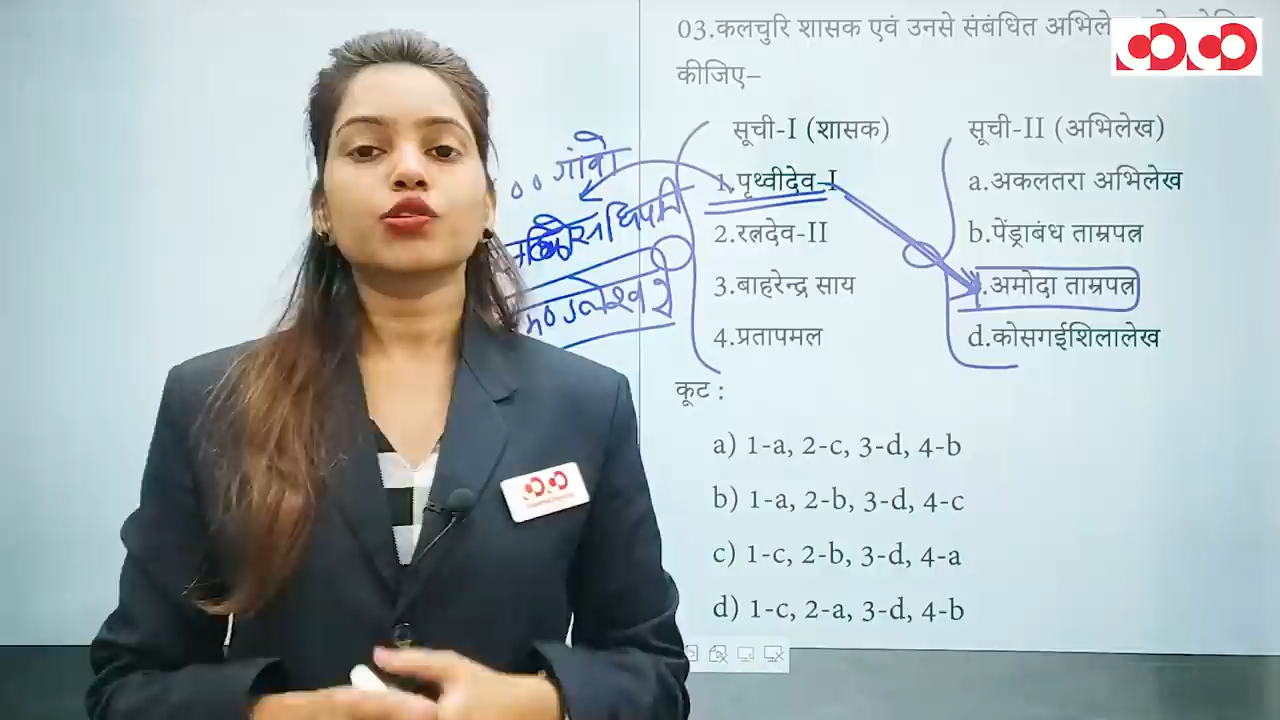 03.कलचुरि शासक एवं उनसे संबंधित
कीजिए–
सूची-I (शासक) सूची-II (अभिलेख)
1.पृथ्वीदेव-I a.अकलतरा अभिलेख
2.रत्नदेव-II b.पेंड्राबंध ताम्रपत्र
3.बाहरेन्द्र साय .अमोदा ताम्रपत्र
4.प्रतापमल d.कोसगईशिलालेख
कूट :
a) 1-a, 2-c, 3-d, 4-b
b) 1-a, 2-b, 3-d, 4-c
c) 1-c, 2-b, 3-d, 4-a
d) 1-c, 2-a, 3-d, 4-b
गांवो